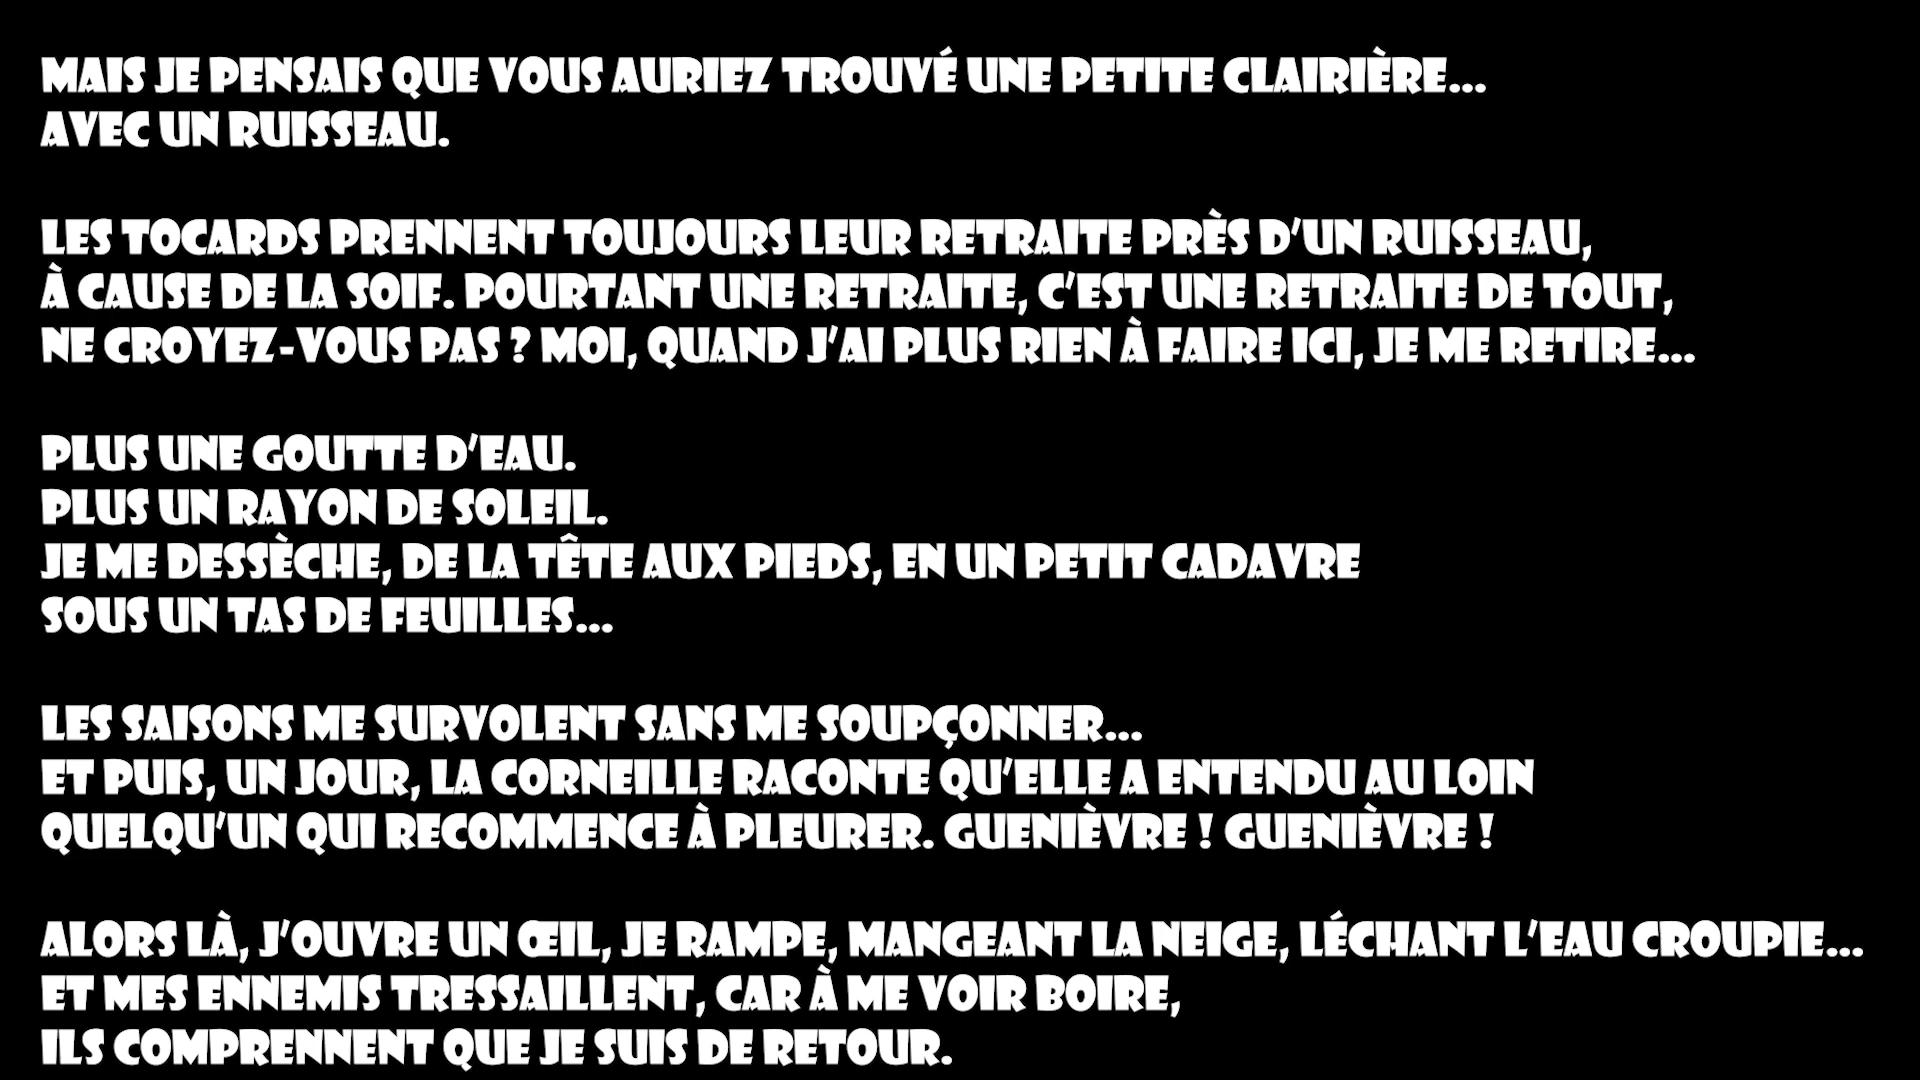 MAIS JE PENSAIS QUE VOUS AURIEZ TROUVÉ UNE PETITE CLAIRIÈRE...
AVEC UN RUISSEAU.
LES TOCARDS PRENNENT TOUJOURS LEUR RETRAITE PRÈS D'UN RUISSEAU,
À CAUSE DE LA SOIF. POURTANT UNE RETRAITE, C'EST UNE RETRAITE DE TOUT,
NE CROYEZ-VOUS PAS ? MOI, QUAND J'AI PLUS RIEN À FAIRE ICI, JE ME RETIRE...
PLUS UNE GOUTTE D'EAU.
PLUS UN RAYON DE SOLEIL.
JE ME DESSÈCHE, DE LA TÊTE AUX PIEDS, EN UN PETIT CADAVRE
SOUS UN TAS DE FEUILLES...
LES SAISONS ME SURVOLENT SANS ME SOUPÇONNER...
ET PUIS, UN JOUR, LA CORNEILLE RACONTE QU'ELLE A ENTENDU AU LOIN
QUELQU'UN QUI RECOMMENCE À PLEURER. GUENIÈVRE ! GUENIÈVRE !
ALORS LÀ, J'OUVRE UN ŒIL, JE RAMPE, MANGEANT LA NEIGE, LÉCHANT L'EAU CROUPIE...
ET MES ENNEMIS TRESSAILLENT, CAR À ME VOIR BOIRE,
ILS COMPRENNENT QUE JE SUIS DE RETOUR.